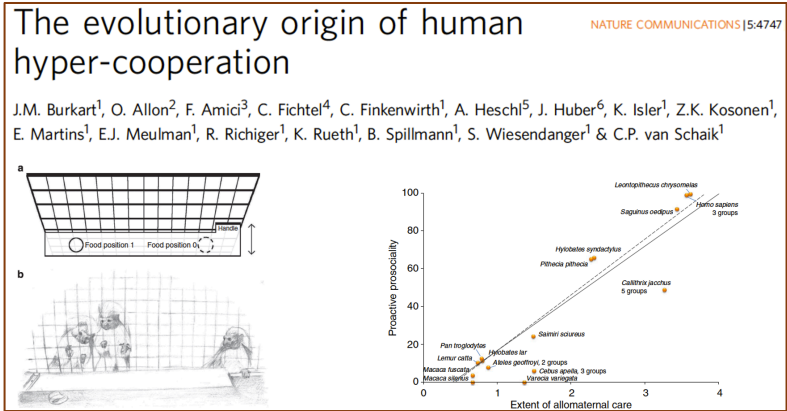 The evolutionary origin of human
hyper-cooperation
NATURE COMMUNICATIONS | 5:4747
J.M. Burkart1, O. Allon2, F. Amici3, C. Fichtel4, C. Finkenwirth1, A. Heschl5, J. Huber6, K. Isler1, Z.K. Kosonen1,
E. Martins1, E.J. Meulman1, R. Richiger1, K. Rueth1, B. Spillmann1, S. Wiesendanger1 & C.P. van Schaik1
a
Handle
Food position 1
Food position 0
b
Proactive prosociality
100
80
60
40
20
0
Leontopithecus chrysomelas
Homo sapiens
3 groups
Saguinus oedipus
Hylobates syndactylus
Pithecia pithecia
Callithrix jacchus
5 groups
Saimiri sciureus
Pan troglodytes
Hylobates lar
Lemur catta
Ateles geoffroyi, 2 groups
Macaca fuscata
Cebus apella, 3 groups
Macaca silenus
Varecia variegata
0
1
2
3
4
Extent of allomaternal care